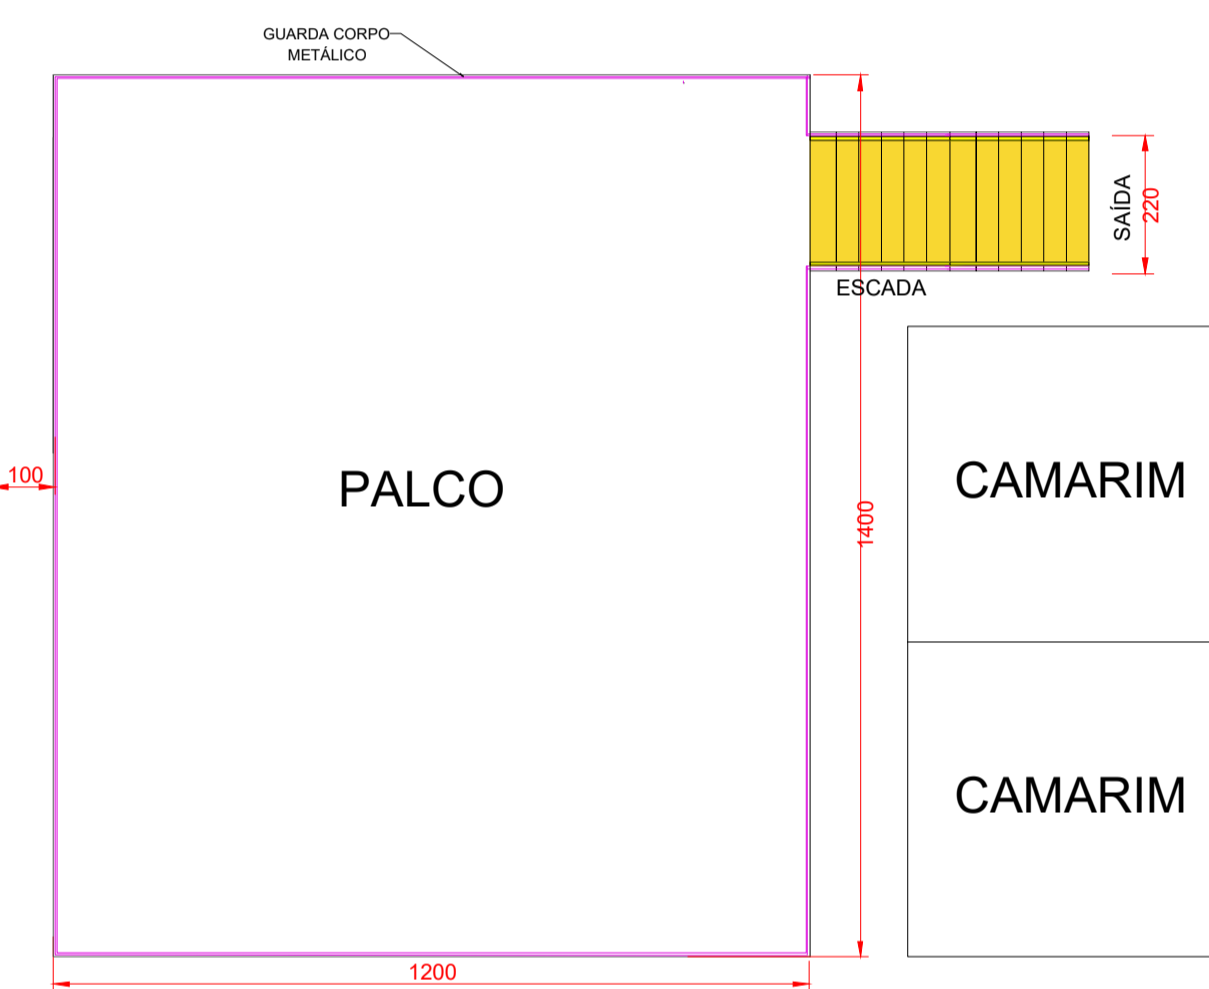 GUARDA CORPO
METÁLICO
SAÍDA
220
ESCADA
100
PALCO
CAMARIM
1400
CAMARIM
1200